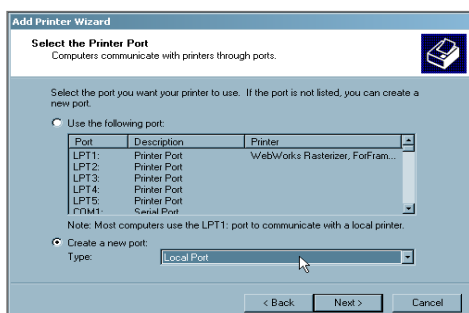 Add Printer Wizard
Select the Printer Port
Computers communicate with printers through ports.
Select the port you want your printer to use. If the port is not listed, you can create a
new port.
Use the following port:
Port Description Printer
LPT1: Printer Port WebWorks Rasterizer, ForFram...
LPT2: Printer Port
LPT3: Printer Port
LPT4: Printer Port
LPT5: Printer Port
COM1: Serial Port
Note: Most computers use the LPT1: port to communicate with a local printer.
Create a new port:
Type: Local Port
< Back Next > Cancel